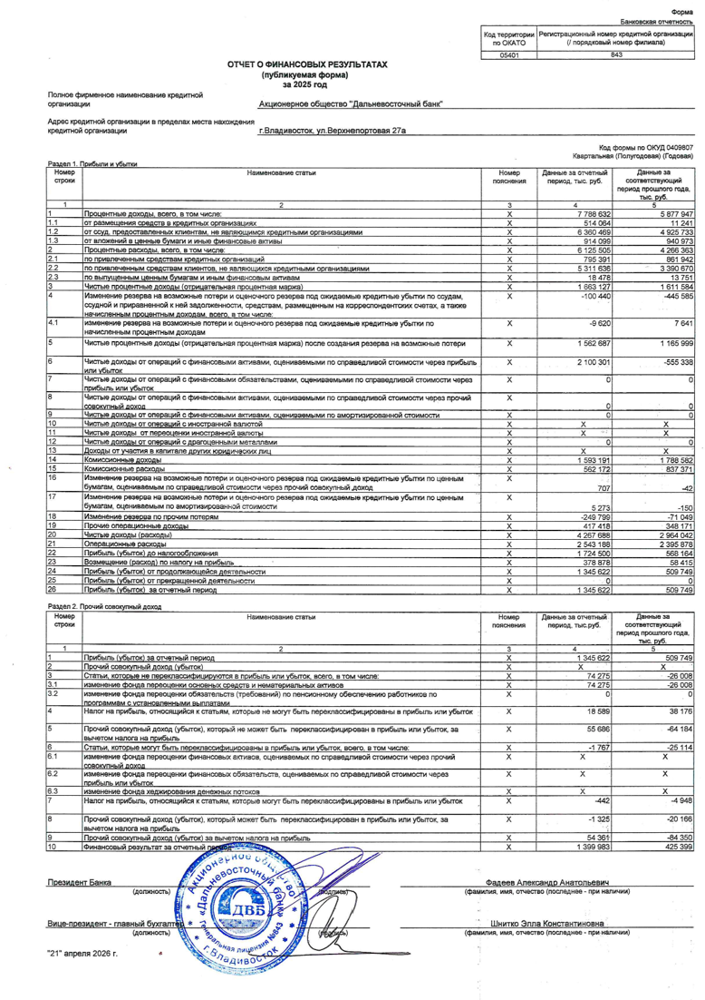 Форма
Банковская отчетность
Код территории Регистрационный номер кредитной организации
по ОКАТО (/ порядковый номер филиала)
05401 843
ОТЧЕТ О ФИНАНСОВЫХ РЕЗУЛЬТАТАХ
(публикуемая форма)
за 2025 год
Полное фирменное наименование кредитной
организации Акционерное общество "Дальневосточный банк"
Адрес кредитной организации в пределах места нахождения
кредитной организации г.Владивосток, ул.Верхнепортовая 27а
Код формы по ОКУД 0409807
Квартальная (Полугодовая) (Годовая)
Раздел 1. Прибыли и убытки
Номер строки Наименование статьи Номер пояснения Данные за отчетный период, тыс. руб. Данные за соответствующий период прошлого года, тыс. руб.
1 2 3 4 5
1 Процентные доходы, всего, в том числе: X 7 788 632 5 877 947
1.1 от размещения средств в кредитных организациях X 514 064 11 241
1.2 от ссуд, предоставленных клиентам, не являющимся кредитными организациями X 6 360 469 4 925 733
1.3 от вложений в ценные бумаги и иные финансовые активы X 914 099 940 973
2 Процентные расходы, всего, в том числе: X 6 125 505 4 266 363
2.1 по привлеченным средствам кредитных организаций X 795 391 861 942
2.2 по привлеченным средствам клиентов, не являющихся кредитными организациями X 5 311 636 3 390 670
2.3 по выпущенным ценным бумагам и иным финансовым активам X 18 478 13 751
3 Чистые процентные доходы (отрицательная процентная маржа) X 1 663 127 1 611 584
4 Изменение резерва на возможные потери и оценочного резерва под ожидаемые кредитные убытки по ссудам, X -100 440 -445 585
ссудной и приравненной к ней задолженности, средствам, размещенным на корреспондентских счетах, а также
начисленным процентным доходам, всего, в том числе:
4.1 изменение резерва на возможные потери и оценочного резерва под ожидаемые кредитные убытки по X -9 620 7 641
начисленным процентным доходам
5 Чистые процентные доходы (отрицательная процентная маржа) после создания резерва на возможные потери X 1 562 687 1 165 999
6 Чистые доходы от операций с финансовыми активами, оцениваемыми по справедливой стоимости через прибыль X 2 100 301 -555 338
или убыток
7 Чистые доходы от операций с финансовыми обязательствами, оцениваемыми по справедливой стоимости через X 0 0
прибыль или убыток
8 Чистые доходы от операций с финансовыми активами, оцениваемыми по справедливой стоимости через прочий X
совокупный доход 0 0
9 Чистые доходы от операций с финансовыми активами, оцениваемыми по амортизированной стоимости X 0 0
10 Чистые доходы от операций с иностранной валютой X X X
11 Чистые доходы от переоценки иностранной валюты X X X
12 Чистые доходы от операций с драгоценными металлами X 0 0
13 Доходы от участия в капитале других юридических лиц X X X
14 Комиссионные доходы X 1 593 191 1 788 582
15 Комиссионные расходы X 562 172 837 371
16 Изменение резерва на возможные потери и оценочного резерва под ожидаемые кредитные убытки по ценным X
бумагам, оцениваемым по справедливой стоимости через прочий совокупный доход 707 -42
17 Изменение резерва на возможные потери и оценочного резерва под ожидаемые кредитные убытки по ценным X
бумагам, оцениваемым по амортизированной стоимости 5 273 -150
18 Изменение резерва по прочим потерям X -249 799 -71 049
19 Прочие операционные доходы X 417 418 348 171
20 Чистые доходы (расходы) X 4 267 688 2 964 042
21 Операционные расходы X 2 543 188 2 395 878
22 Прибыль (убыток) до налогообложения X 1 724 500 568 164
23 Возмещение (расход) по налогу на прибыль X 378 878 58 415
24 Прибыль (убыток) от продолжающейся деятельности X 1 345 622 509 749
25 Прибыль (убыток) от прекращенной деятельности X 0 0
26 Прибыль (убыток) за отчетный период X 1 345 622 509 749
Раздел 2. Прочий совокупный доход
Номер строки Наименование статьи Номер пояснения Данные за отчетный период, тыс.руб. Данные за соответствующий период прошлого года, тыс. руб.
1 2 3 4 5
1 Прибыль (убыток) за отчетный период X 1 345 622 509 749
2 Прочий совокупный доход (убыток) X X X
3 Статьи, которые не переклассифицируются в прибыль или убыток, всего, в том числе: X 74 275 -26 008
3.1 изменение фонда переоценки основных средств и нематериальных активов X 74 275 -26 008
3.2 изменение фонда переоценки обязательств (требований) по пенсионному обеспечению работников по X 0 0
программам с установленными выплатами
4 Налог на прибыль, относящийся к статьям, которые не могут быть переклассифицированы в прибыль или убыток X 18 589 38 176
5 Прочий совокупный доход (убыток), который не может быть переклассифицирован в прибыль или убыток, за X 55 686 -64 184
вычетом налога на прибыль
6 Статьи, которые могут быть переклассифицированы в прибыль или убыток, всего, в том числе: X -1 767 -25 114
6.1 изменение фонда переоценки финансовых активов, оцениваемых по справедливой стоимости через прочий X X X
совокупный доход
6.2 изменение фонда переоценки финансовых обязательств, оцениваемых по справедливой стоимости через X X X
прибыль или убыток
6.3 изменение фонда хеджирования денежных потоков X X X
7 Налог на прибыль, относящийся к статьям, которые могут быть переклассифицированы в прибыль или убыток X -442 -4 948
8 Прочий совокупный доход (убыток), который может быть переклассифицирован в прибыль или убыток, за X -1 325 -20 166
вычетом налога на прибыль
9 Прочий совокупный доход (убыток) за вычетом налога на прибыль X 54 361 -84 350
10 Финансовый результат за отчетный период X 1 399 983 425 399
Президент Банка Фадеев Александр Анатольевич
(должность) (подпись) (фамилия, имя, отчество (последнее - при наличии)
Вице-президент - главный бухгалтер Шнитко Элла Константиновна
(должность) (подпись) (фамилия, имя, отчество (последнее - при наличии)
"21" апреля 2026 г.
Акционерное общество
«Дальневосточный банк»
ДВБ
Генеральная лицензия №843
г.Владивосток